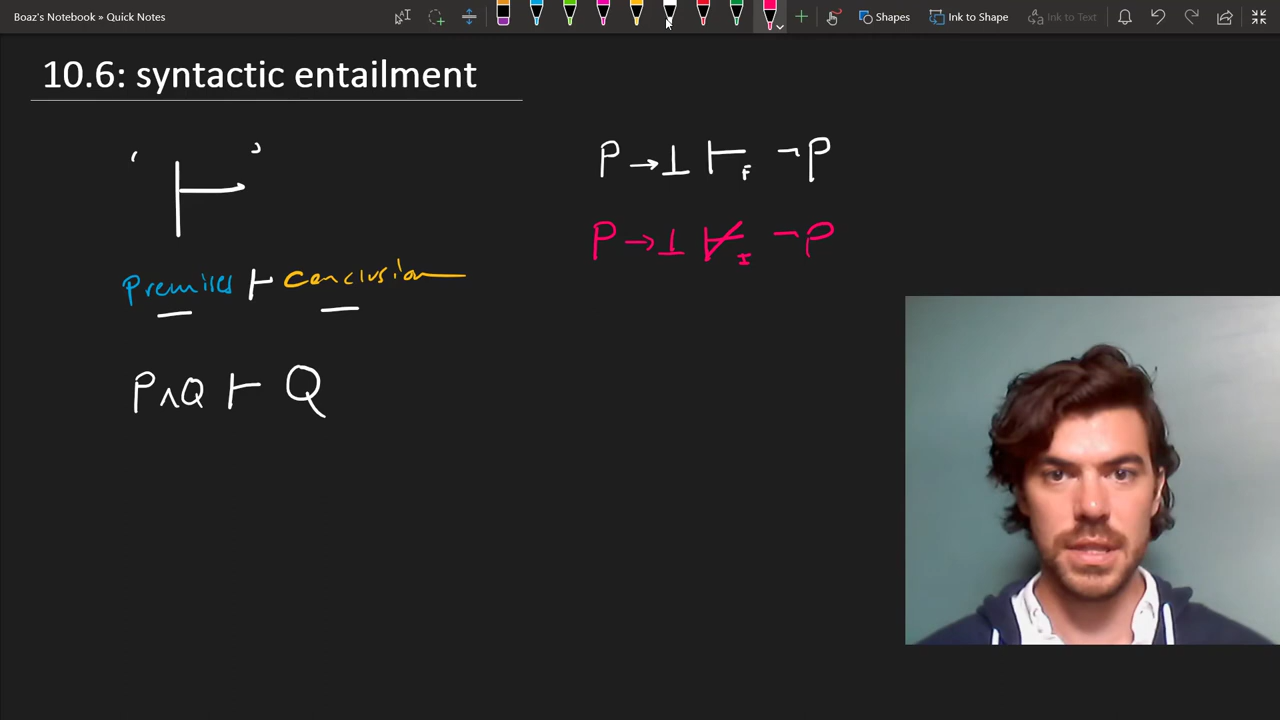 Boaz's Notebook » Quick Notes
Shapes
Ink to Shape
Ink to Text
10.6: syntactic entailment
' ⊢ '
Premises ⊢ Conclusion
P∧Q ⊢ Q
P → ⊥ ⊢F ¬P
P → ⊥ ⊬I ¬P